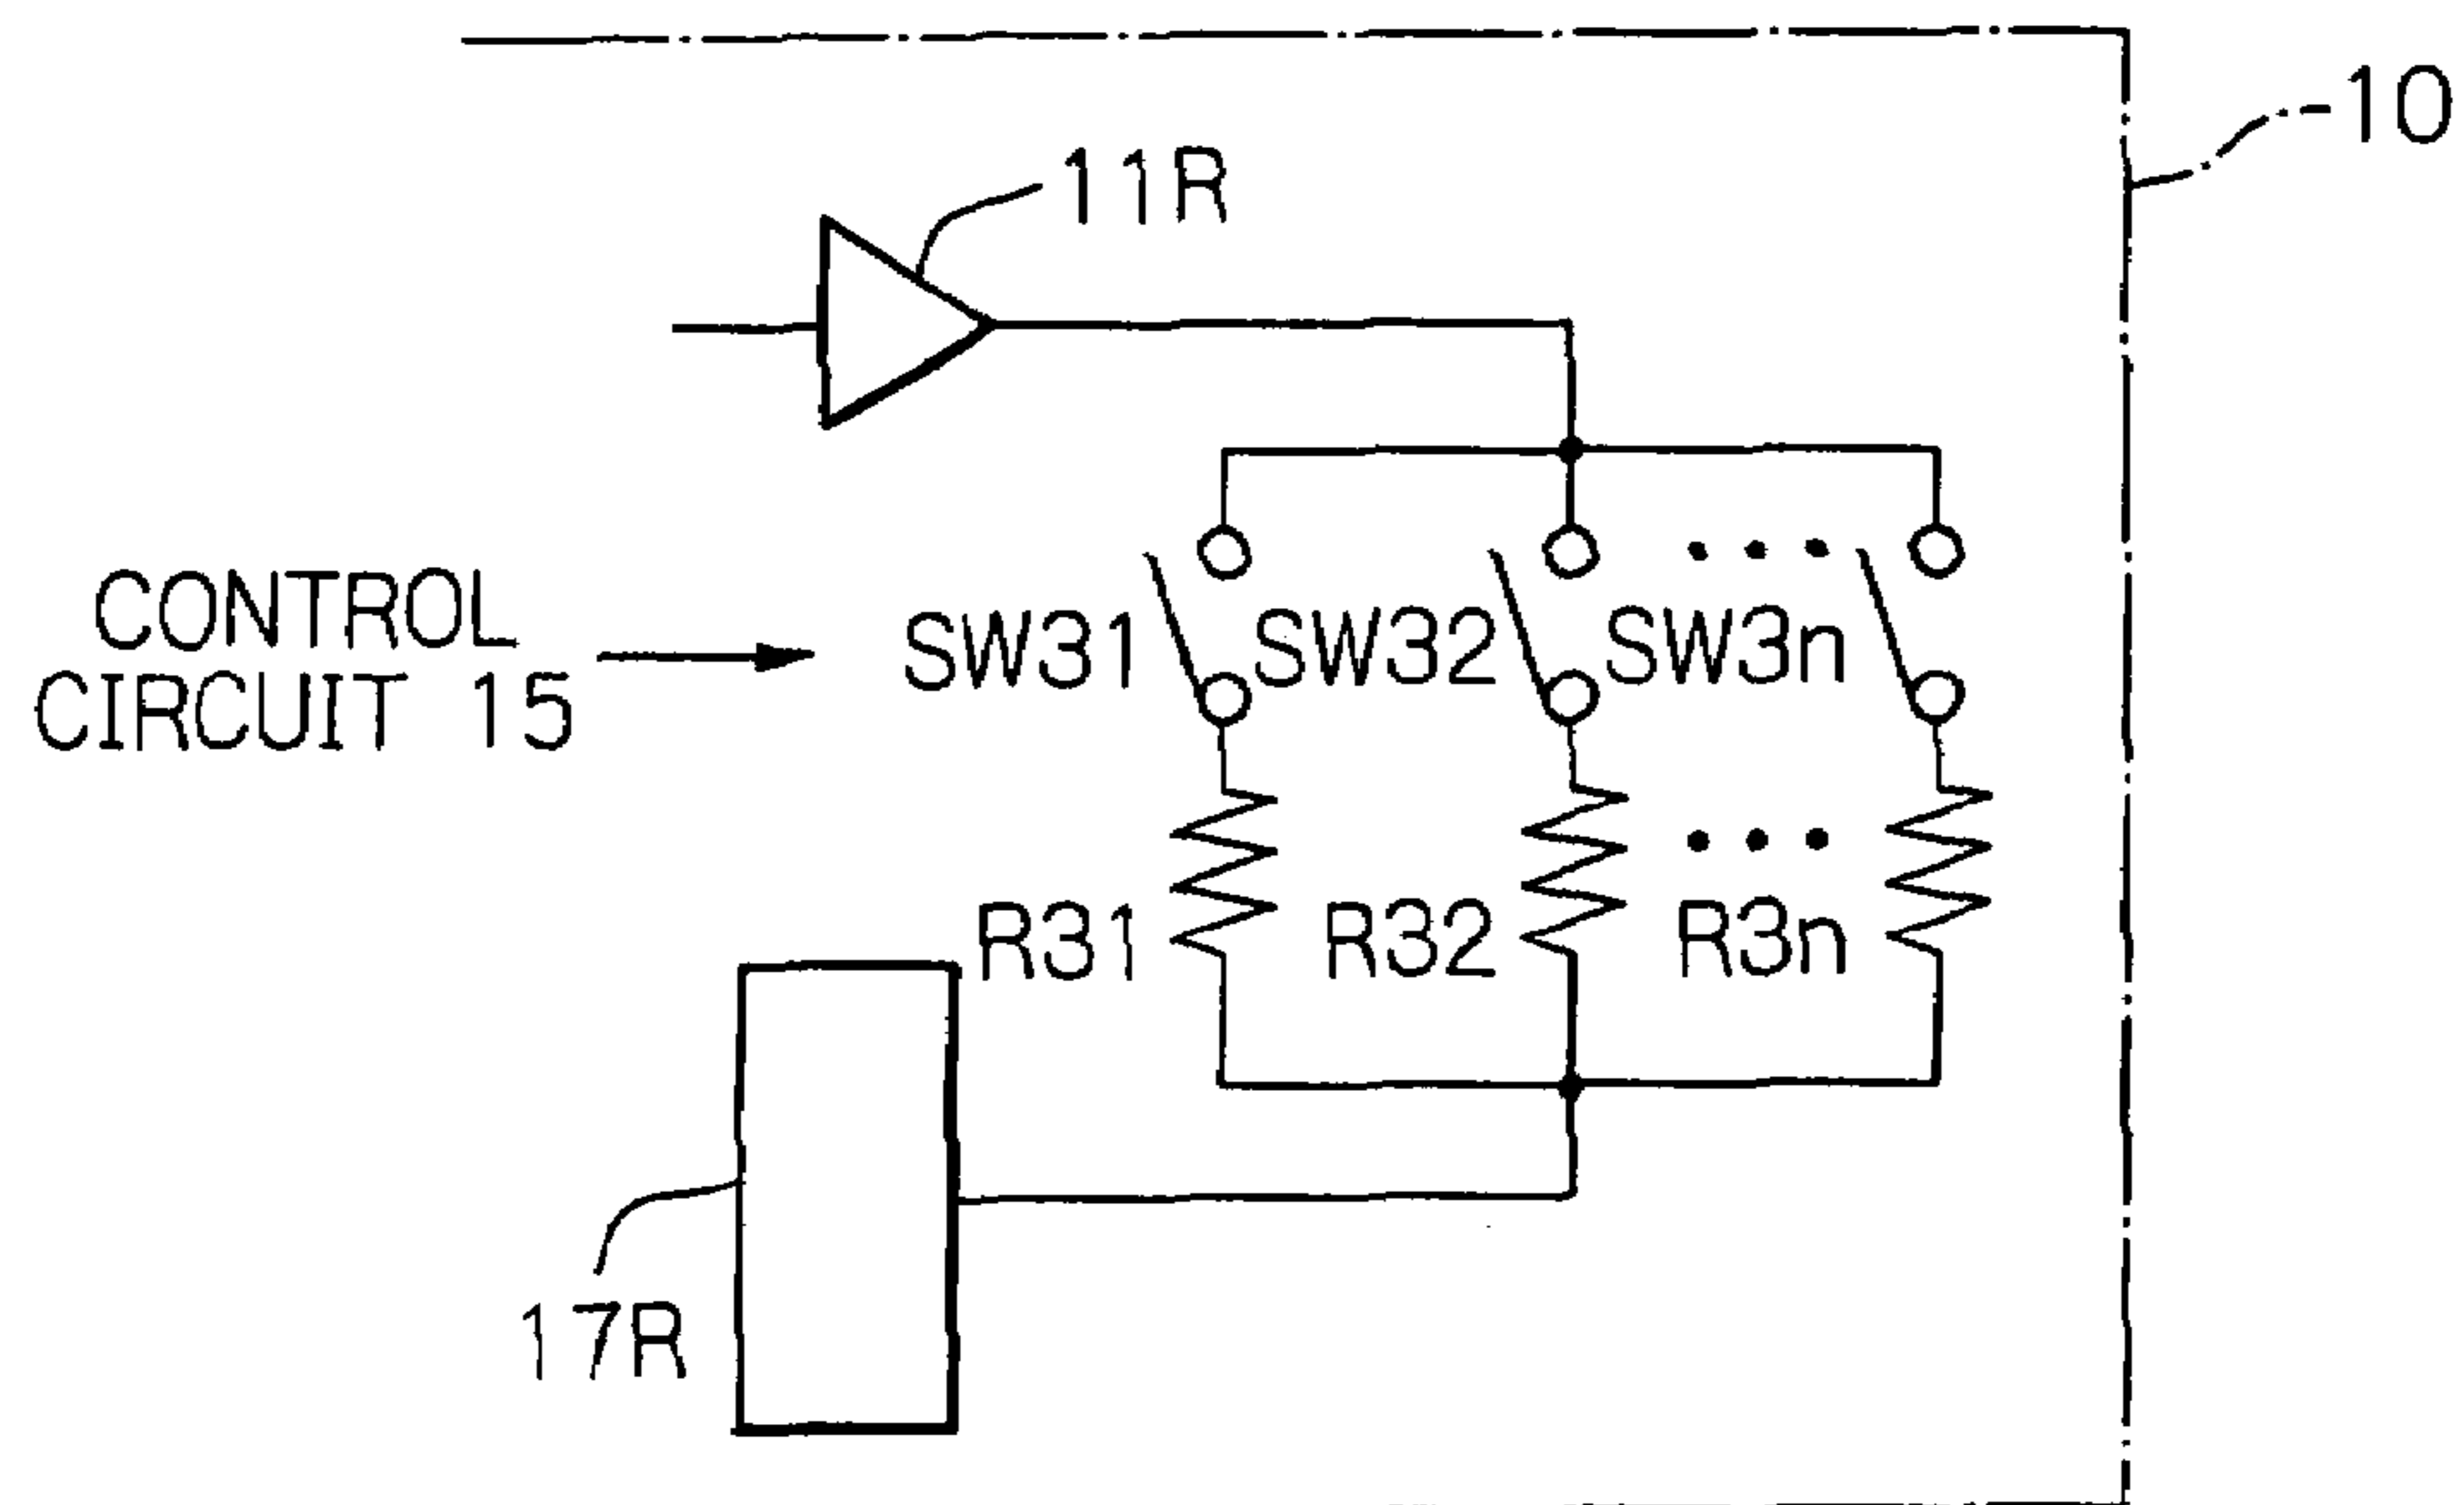 10
11R
CONTROL
CIRCUIT 15
SW31 SW32 SW3n
R31 R32 R3n
17R